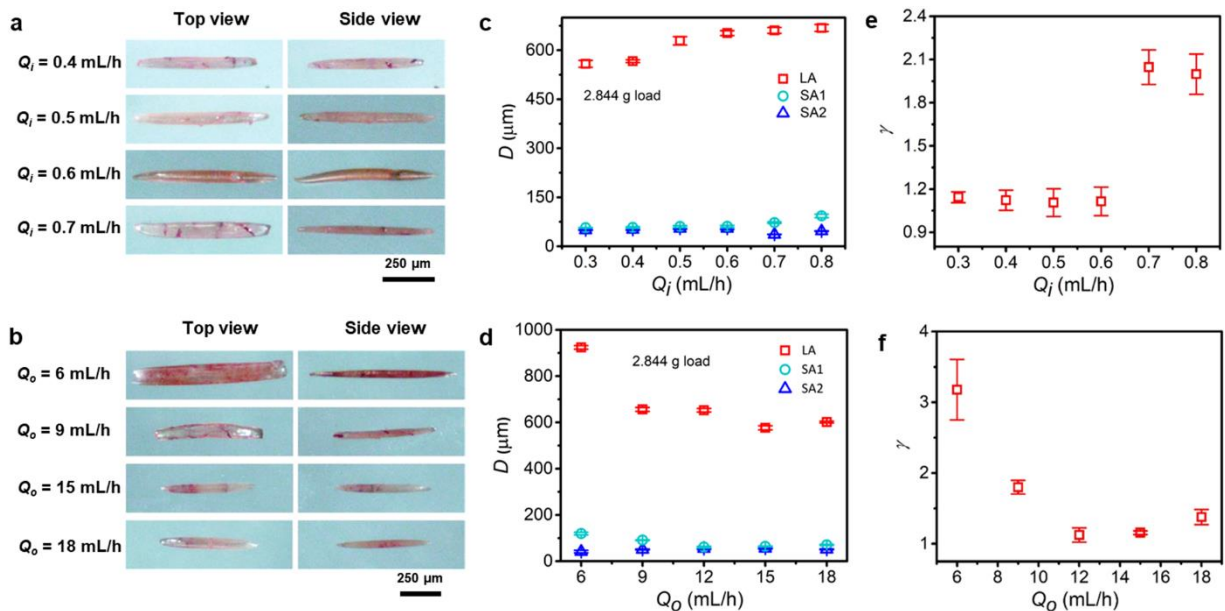 a
Top view Side view
Qi = 0.4 mL/h
Qi = 0.5 mL/h
Qi = 0.6 mL/h
Qi = 0.7 mL/h
250 μm
b
Top view Side view
Qo = 6 mL/h
Qo = 9 mL/h
Qo = 15 mL/h
Qo = 18 mL/h
250 μm
c
600
450
300
150
0
D (μm)
2.844 g load
LA
SA1
SA2
0.3 0.4 0.5 0.6 0.7 0.8
Qi (mL/h)
d
1000
800
600
400
200
0
D (μm)
2.844 g load
LA
SA1
SA2
6 9 12 15 18
QO (mL/h)
e
2.4
2.1
1.8
1.5
1.2
0.9
γ
0.3 0.4 0.5 0.6 0.7 0.8
Qi (mL/h)
f
4
3
2
1
γ
6 8 10 12 14 16 18
QO (mL/h)